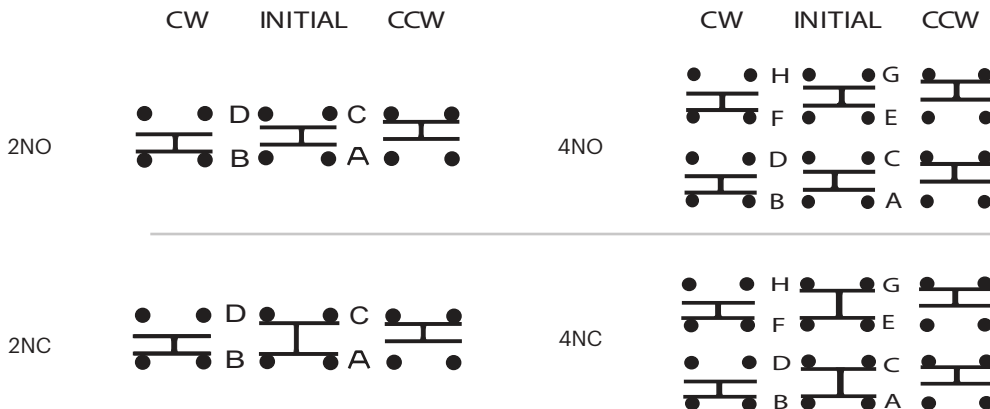 CW INITIAL CCW CW INITIAL CCW
H G
2NO D C 4NO F E
B A D C
B A
2NC D C 4NC H G
B A F E
D C
B A